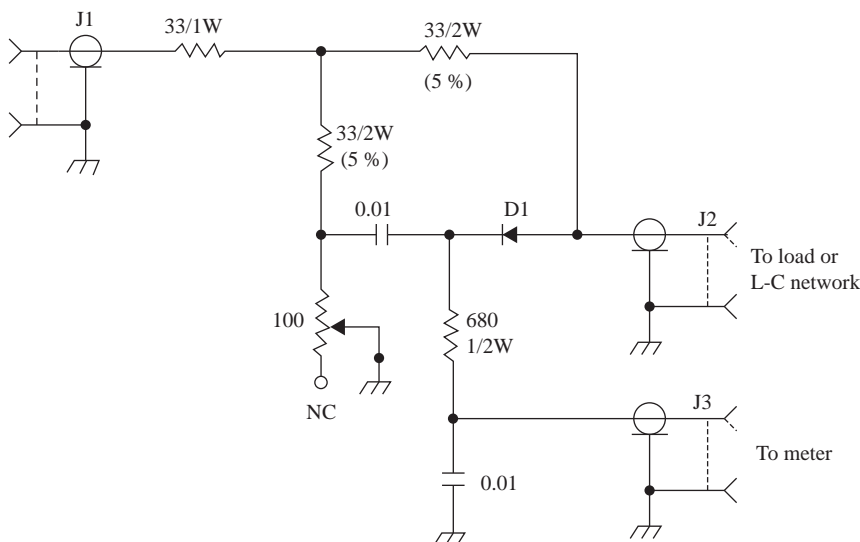 J1
33/1W
33/2W
(5 %)
33/2W
(5 %)
0.01
D1
J2
To load or
L-C network
100
680
1/2W
NC
J3
To meter
0.01